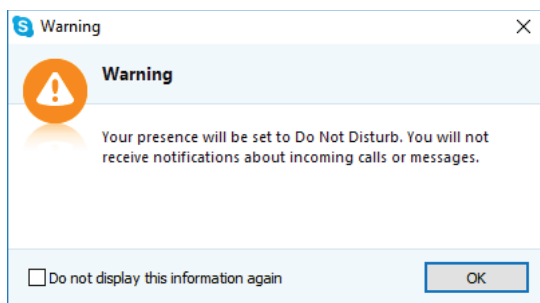 Warning
Warning
Your presence will be set to Do Not Disturb. You will not
receive notifications about incoming calls or messages.
Do not display this information again
OK